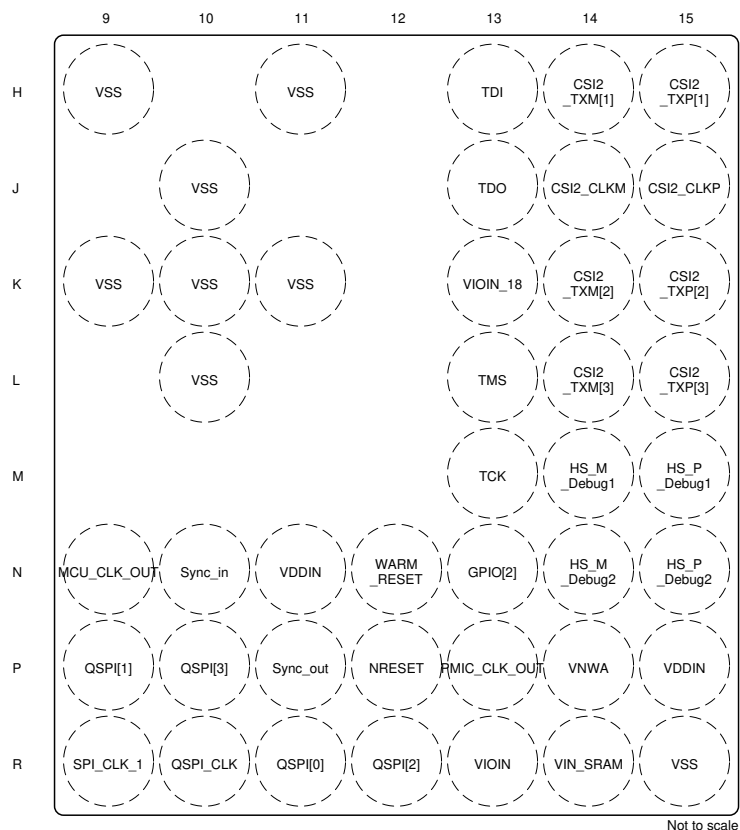 9 10 11 12 13 14 15
H VSS VSS TDI CSI2 _TXM[1] CSI2 _TXP[1]
J VSS TDO CSI2_CLKM CSI2_CLKP
K VSS VSS VSS VIOIN_18 CSI2 _TXM[2] CSI2 _TXP[2]
L VSS TMS CSI2 _TXM[3] CSI2 _TXP[3]
M TCK HS_M _Debug1 HS_P _Debug1
N MCU_CLK_OUT Sync_in VDDIN WARM _RESET GPIO[2] HS_M _Debug2 HS_P _Debug2
P QSPI[1] QSPI[3] Sync_out NRESET PMIC_CLK_OUT VNWA VDDIN
R SPI_CLK_1 QSPI_CLK QSPI[0] QSPI[2] VIOIN VIN_SRAM VSS
Not to scale